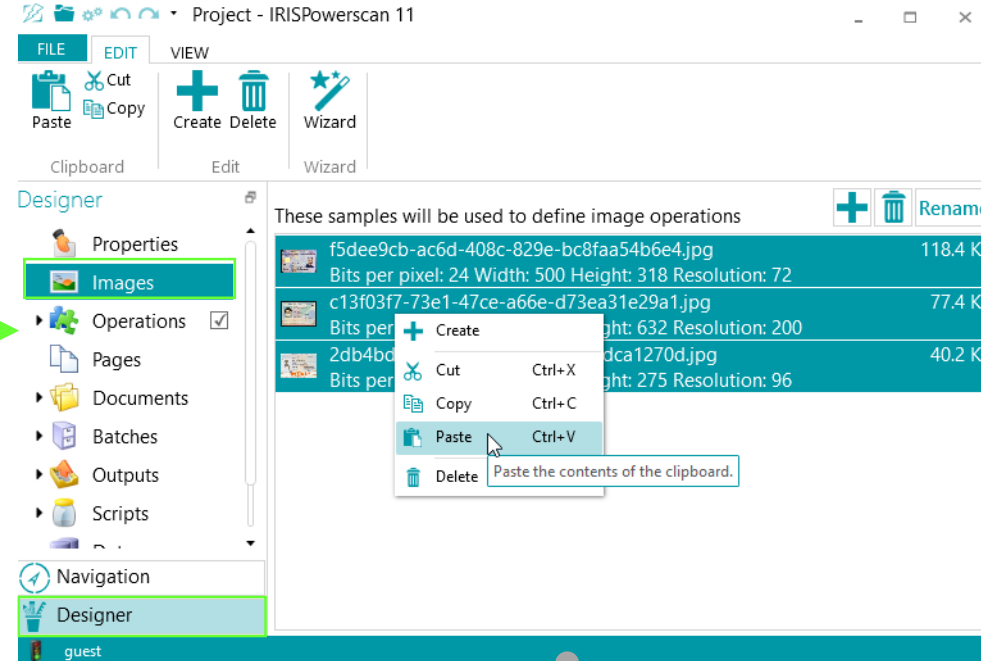 Project - IRISPowerscan 11
FILE EDIT VIEW
Paste Cut Copy Create Delete Wizard
Clipboard Edit Wizard
Designer
Properties
Images
Operations
Pages
Documents
Batches
Outputs
Scripts
Navigation
Designer
guest
These samples will be used to define image operations
Rename
f5dee9cb-ac6d-408c-829e-bc8faa54b6e4.jpg 118.4 K
Bits per pixel: 24 Width: 500 Height: 318 Resolution: 72
c13f03f7-73e1-47ce-a66e-d73ea31e29a1.jpg 77.4 K
Bits per ght: 632 Resolution: 200
2db4bd dca1270d.jpg 40.2 K
Bits per ght: 275 Resolution: 96
Create
Cut Ctrl+X
Copy Ctrl+C
Paste Ctrl+V
Delete
Paste the contents of the clipboard.